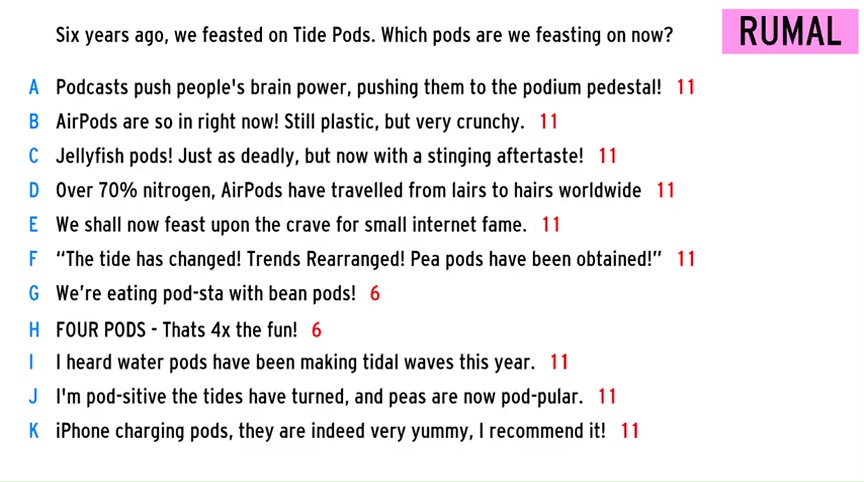 Six years ago, we feasted on Tide Pods. Which pods are we feasting on now?
RUMAL
A Podcasts push people's brain power, pushing them to the podium pedestal! 11
B AirPods are so in right now! Still plastic, but very crunchy. 11
C Jellyfish pods! Just as deadly, but now with a stinging aftertaste! 11
D Over 70% nitrogen, AirPods have travelled from lairs to hairs worldwide 11
E We shall now feast upon the crave for small internet fame. 11
F “The tide has changed! Trends Rearranged! Pea pods have been obtained!” 11
G We’re eating pod-sta with bean pods! 6
H FOUR PODS - Thats 4x the fun! 6
I I heard water pods have been making tidal waves this year. 11
J I'm pod-sitive the tides have turned, and peas are now pod-pular. 11
K iPhone charging pods, they are indeed very yummy, I recommend it! 11